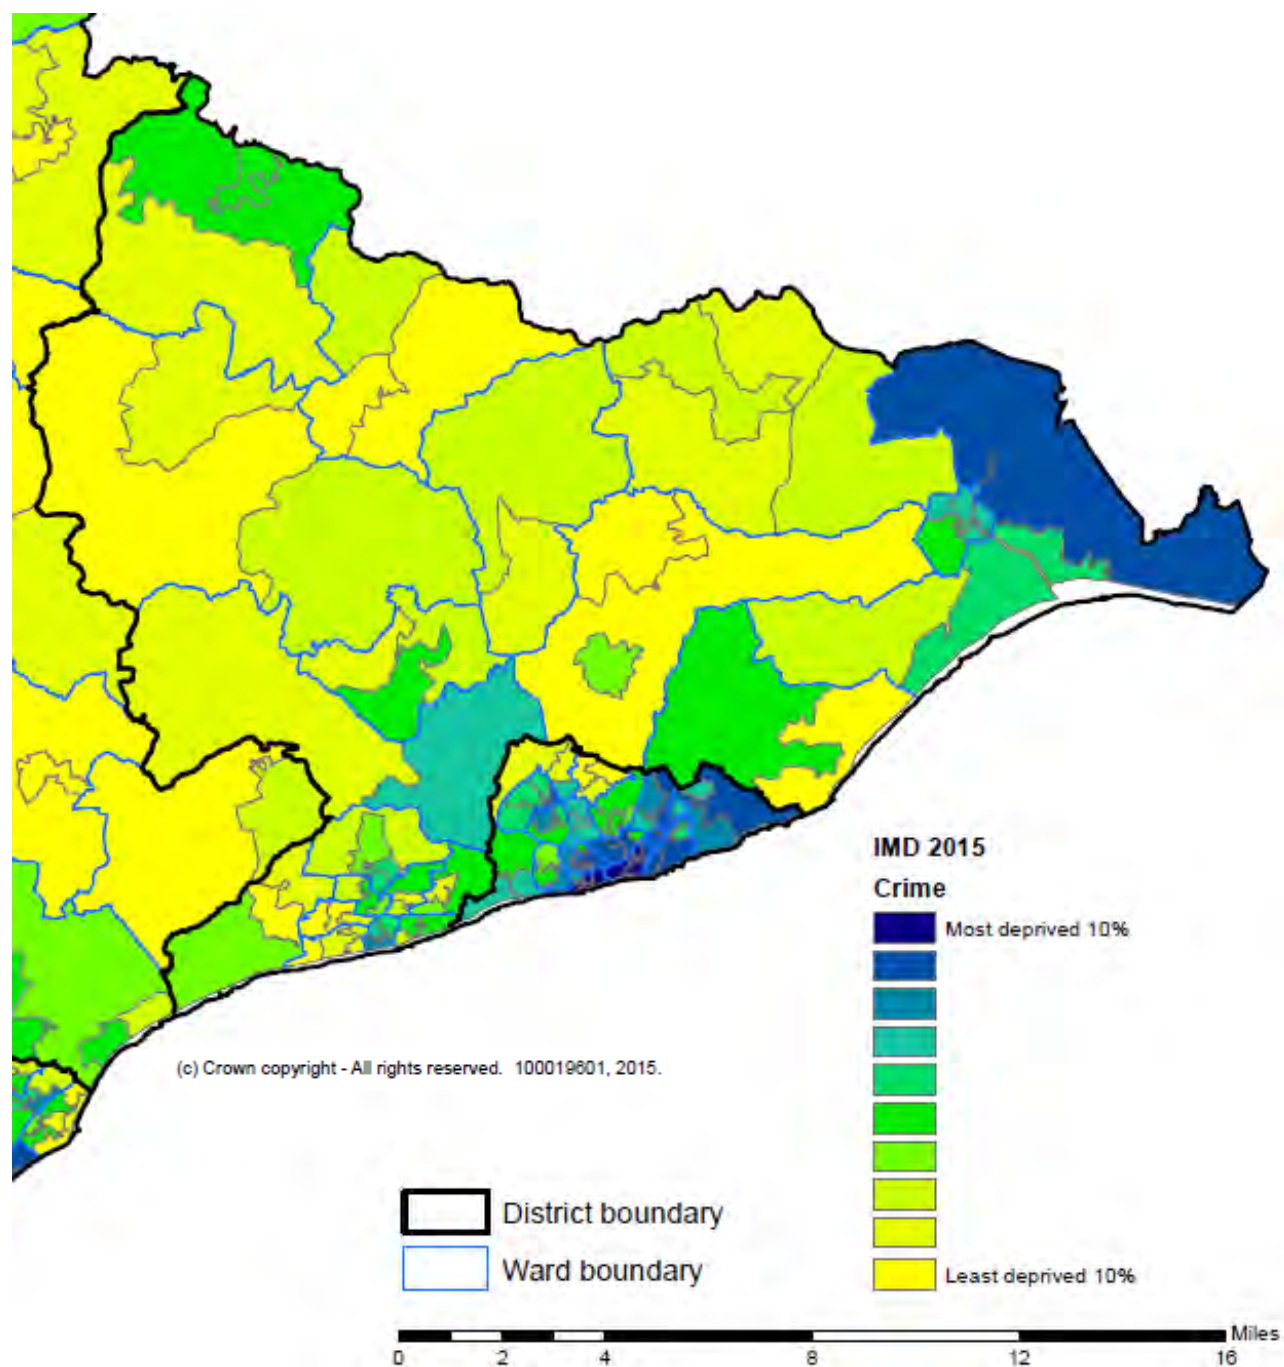 IMD 2015
Crime
Most deprived 10%
Least deprived 10%
(c) Crown copyright - All rights reserved. 100019601, 2015.
District boundary
Ward boundary
Miles
0 2 4 8 12 16